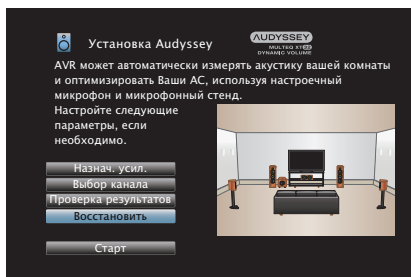 Установка Audyssey
AUDYSSEY
MULTEQ XT32
DYNAMIC VOLUME
AVR может автоматически измерять акустику вашей комнаты
и оптимизировать Ваши АС, используя настроечный
микрофон и микрофонный стенд.
Настройте следующие
параметры, если
необходимо.
Назнач. усил.
Выбор канала
Проверка результатов
Восстановить
Старт